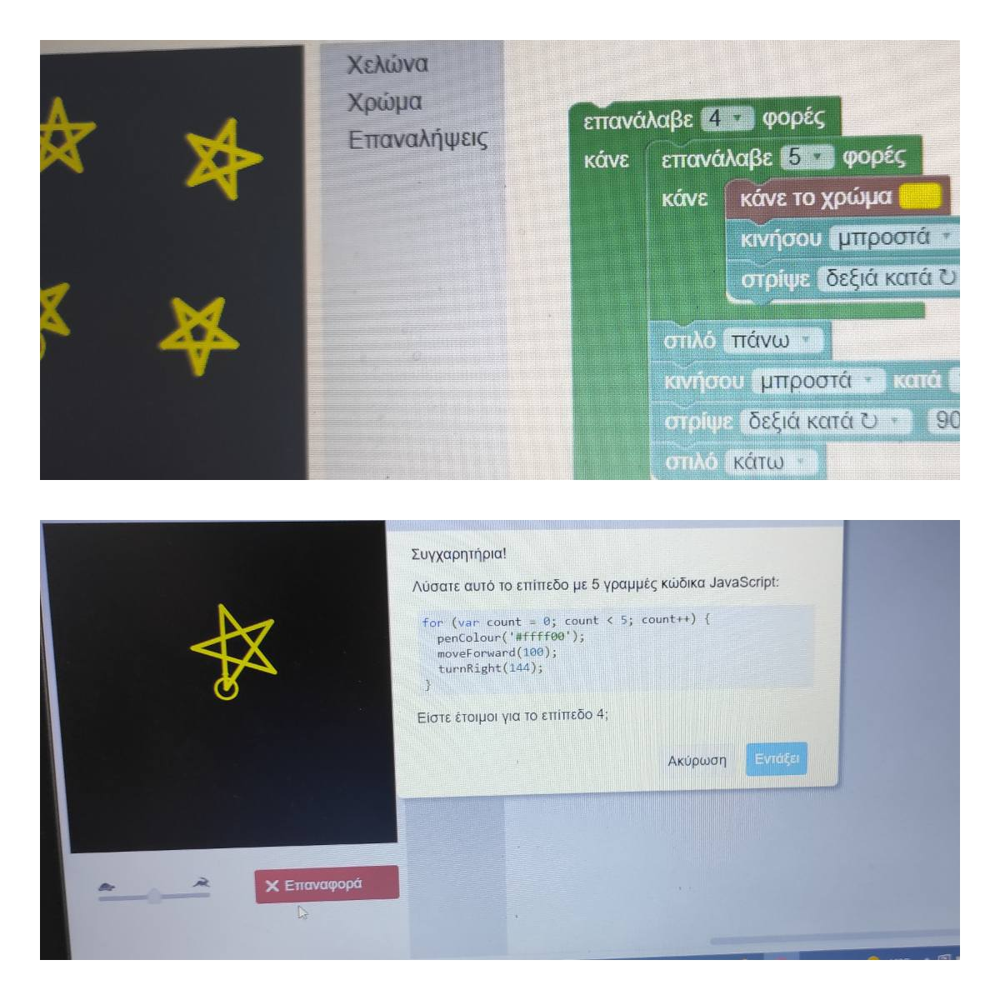 Χελώνα
Χρώμα
Επαναλήψεις
επανάλαβε 4 φορές
κάνε επανάλαβε 5 φορές
κάνε κάνε το χρώμα
κινήσου μπροστά
στρίψε δεξιά κατά ↻
στιλό πάνω
κινήσου μπροστά κατά
στρίψε δεξιά κατά ↻ 90
στιλό κάτω
Συγχαρητήρια!
Λύσατε αυτό το επίπεδο με 5 γραμμές κώδικα JavaScript:
for (var count = 0; count < 5; count++) {
penColour('#ffff00');
moveForward(100);
turnRight(144);
}
Είστε έτοιμοι για το επίπεδο 4;
Ακύρωση Εντάξει
Επαναφορά